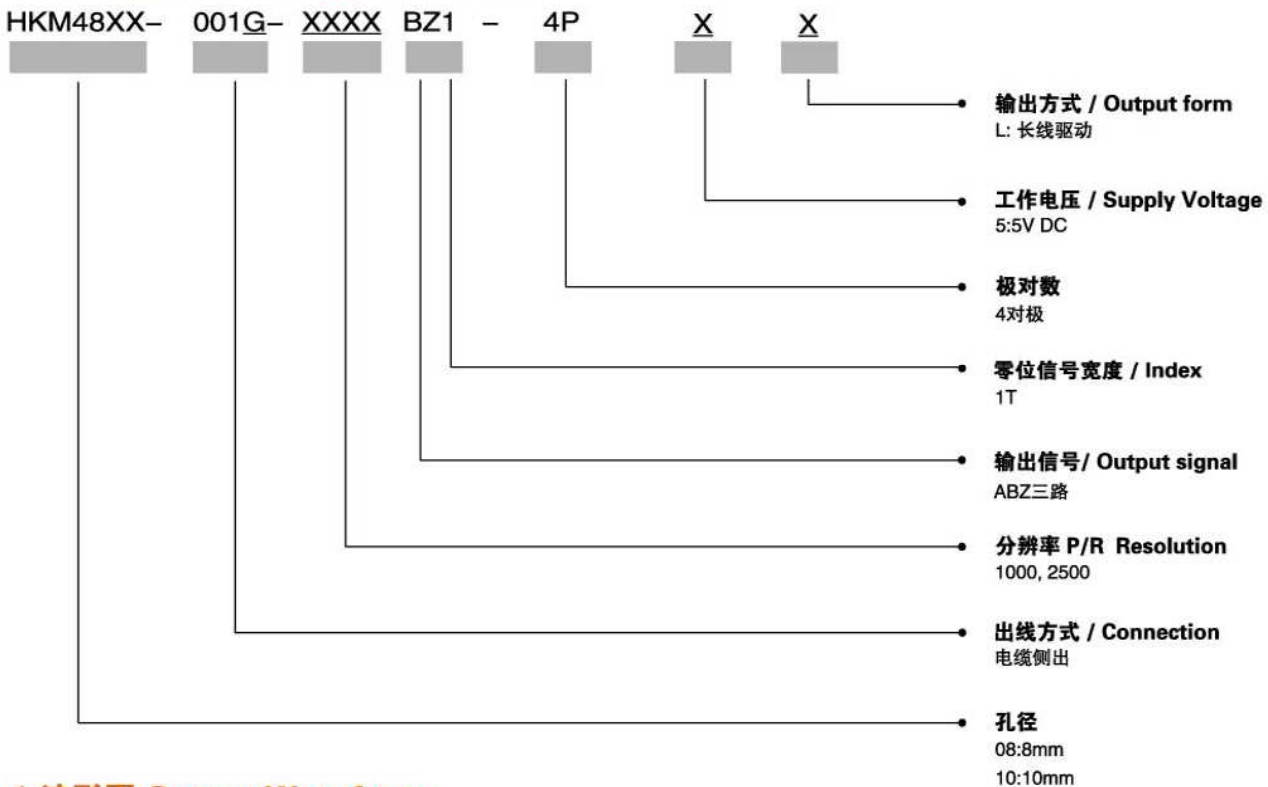 HKM48XX– 001G– XXXX BZ1 – 4P X X
输出方式 / Output form
L: 长线驱动
工作电压 / Supply Voltage
5:5V DC
极对数
4对极
零位信号宽度 / Index
1T
输出信号/ Output signal
ABZ三路
分辨率 P/R Resolution
1000, 2500
出线方式 / Connection
电缆侧出
孔径
08:8mm
10:10mm